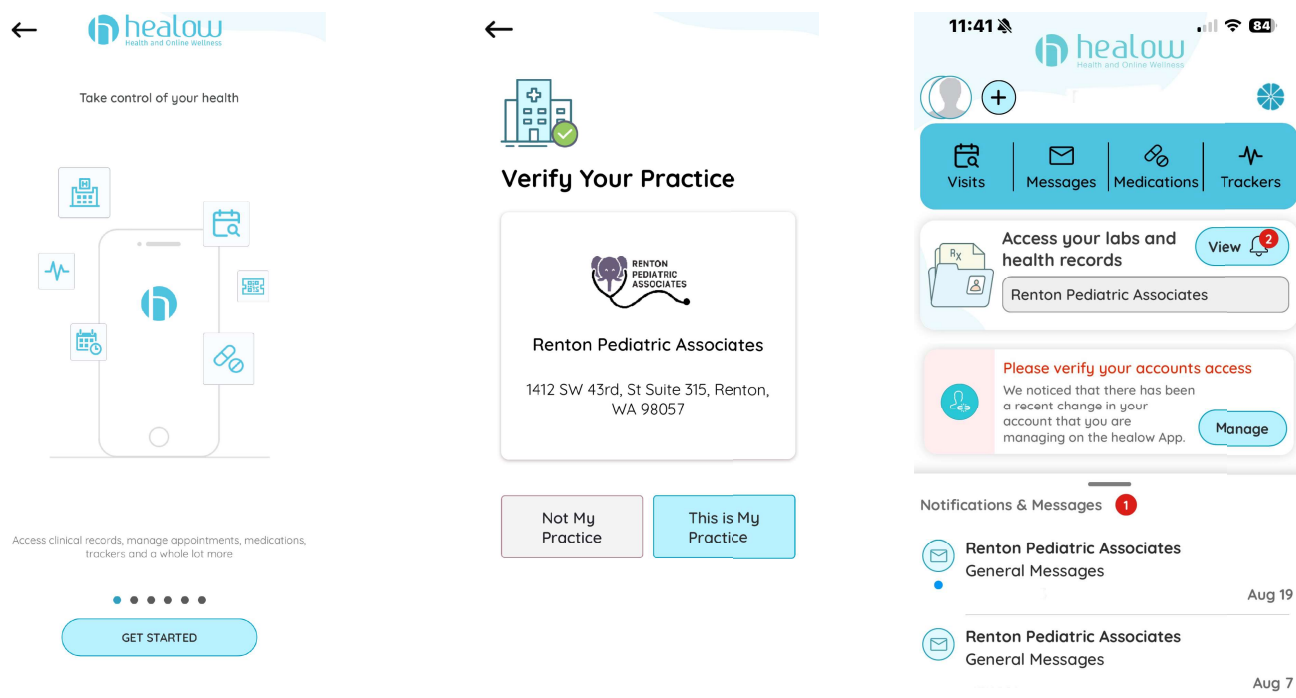 healow
Health and Online Wellness
Take control of your health
Access clinical records, manage appointments, medications,
trackers and a whole lot more
GET STARTED
Verify Your Practice
RENTON
PEDIATRIC
ASSOCIATES
Renton Pediatric Associates
1412 SW 43rd, St Suite 315, Renton,
WA 98057
Not My
Practice
This is My
Practice
11:41
84
healow
Health and Online Wellness
Visits
Messages
Medications
Trackers
Access your labs and
health records
View
2
Rx
Renton Pediatric Associates
Please verify your accounts access
We noticed that there has been
a recent change in your
account that you are
managing on the healow App.
Manage
Notifications & Messages
1
Renton Pediatric Associates
General Messages
Aug 19
Renton Pediatric Associates
General Messages
Aug 7